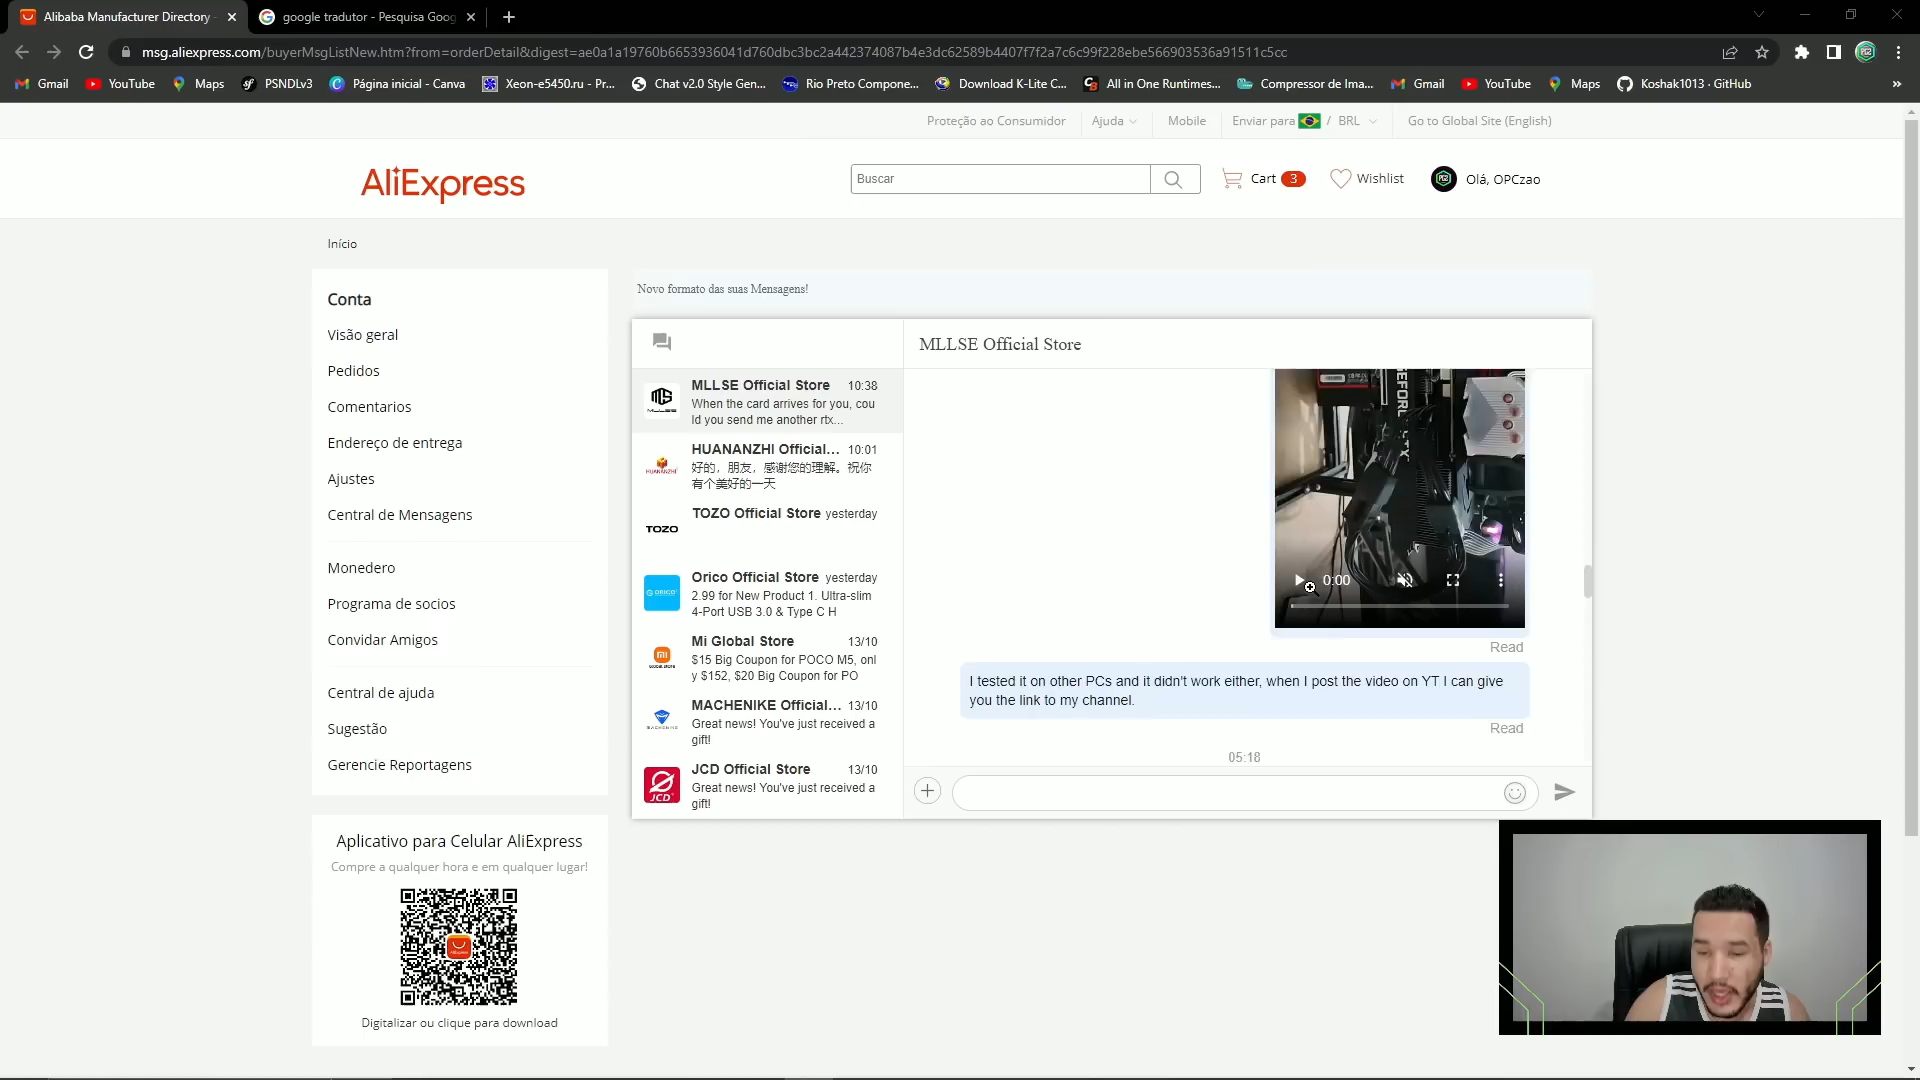 Alibaba Manufacturer Directory
google tradutor - Pesquisa Goog
msg.aliexpress.com/buyerMsgListNew.htm?from=orderDetail&digest=ae0a1a19760b6653936041d760dbc3bc2a442374087b4e3dc62589b4407f7f2a7c6c99f228ebe566903536a91511c5cc
Gmail
YouTube
Maps
PSNDLv3
Página inicial - Canva
Xeon-e5450.ru - Pr...
Chat v2.0 Style Gen...
Rio Preto Compone...
Download K-Lite C...
All in One Runtimes...
Compressor de Ima...
Gmail
YouTube
Maps
Koshak1013 · GitHub
»
Proteção ao Consumidor
Ajuda
Mobile
Enviar para / BRL
Go to Global Site (English)
AliExpress
Buscar
Cart 3
Wishlist
Olá, OPCzao
Início
Conta
Visão geral
Pedidos
Comentarios
Endereço de entrega
Ajustes
Central de Mensagens
Monedero
Programa de socios
Convidar Amigos
Central de ajuda
Sugestão
Gerencie Reportagens
Aplicativo para Celular AliExpress
Compre a qualquer hora e em qualquer lugar!
Digitalizar ou clique para download
Novo formato das suas Mensagens!
MLLSE Official Store 10:38
When the card arrives for you, cou
ld you send me another rtx...
HUANANZHI Official... 10:01
好的，朋友，感谢您的理解。祝你
有个美好的一天
TOZO
TOZO Official Store yesterday
ORICO
Orico Official Store yesterday
2.99 for New Product 1. Ultra-slim
4-Port USB 3.0 & Type C H
Mi Global Store 13/10
$15 Big Coupon for POCO M5, onl
y $152, $20 Big Coupon for PO
MACHENIKE Official... 13/10
Great news! You've just received a
gift!
JCD
JCD Official Store 13/10
Great news! You've just received a
gift!
MLLSE Official Store
0:00
Read
I tested it on other PCs and it didn't work either, when I post the video on YT I can give
you the link to my channel.
Read
05:18